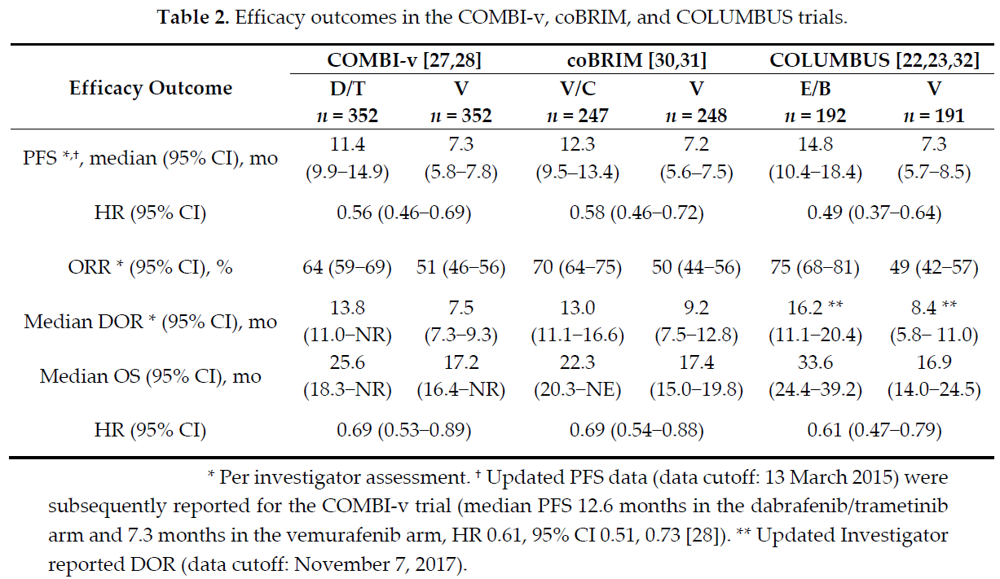 Table 2. Efficacy outcomes in the COMBI-v, coBRIM, and COLUMBUS trials.
Efficacy Outcome COMBI-v [27,28] coBRIM [30,31] COLUMBUS [22,23,32]
D/T V V/C V E/B V
n = 352 n = 352 n = 247 n = 248 n = 192 n = 191
PFS *,†, median (95% CI), mo 11.4 7.3 12.3 7.2 14.8 7.3
(9.9–14.9) (5.8–7.8) (9.5–13.4) (5.6–7.5) (10.4–18.4) (5.7–8.5)
HR (95% CI) 0.56 (0.46–0.69) 0.58 (0.46–0.72) 0.49 (0.37–0.64)
ORR * (95% CI), % 64 (59–69) 51 (46–56) 70 (64–75) 50 (44–56) 75 (68–81) 49 (42–57)
Median DOR * (95% CI), mo 13.8 7.5 13.0 9.2 16.2 ** 8.4 **
(11.0–NR) (7.3–9.3) (11.1–16.6) (7.5–12.8) (11.1–20.4) (5.8– 11.0)
Median OS (95% CI), mo 25.6 17.2 22.3 17.4 33.6 16.9
(18.3–NR) (16.4–NR) (20.3–NE) (15.0–19.8) (24.4–39.2) (14.0–24.5)
HR (95% CI) 0.69 (0.53–0.89) 0.69 (0.54–0.88) 0.61 (0.47–0.79)
* Per investigator assessment. † Updated PFS data (data cutoff: 13 March 2015) were
subsequently reported for the COMBI-v trial (median PFS 12.6 months in the dabrafenib/trametinib
arm and 7.3 months in the vemurafenib arm, HR 0.61, 95% CI 0.51, 0.73 [28]). ** Updated Investigator
reported DOR (data cutoff: November 7, 2017).